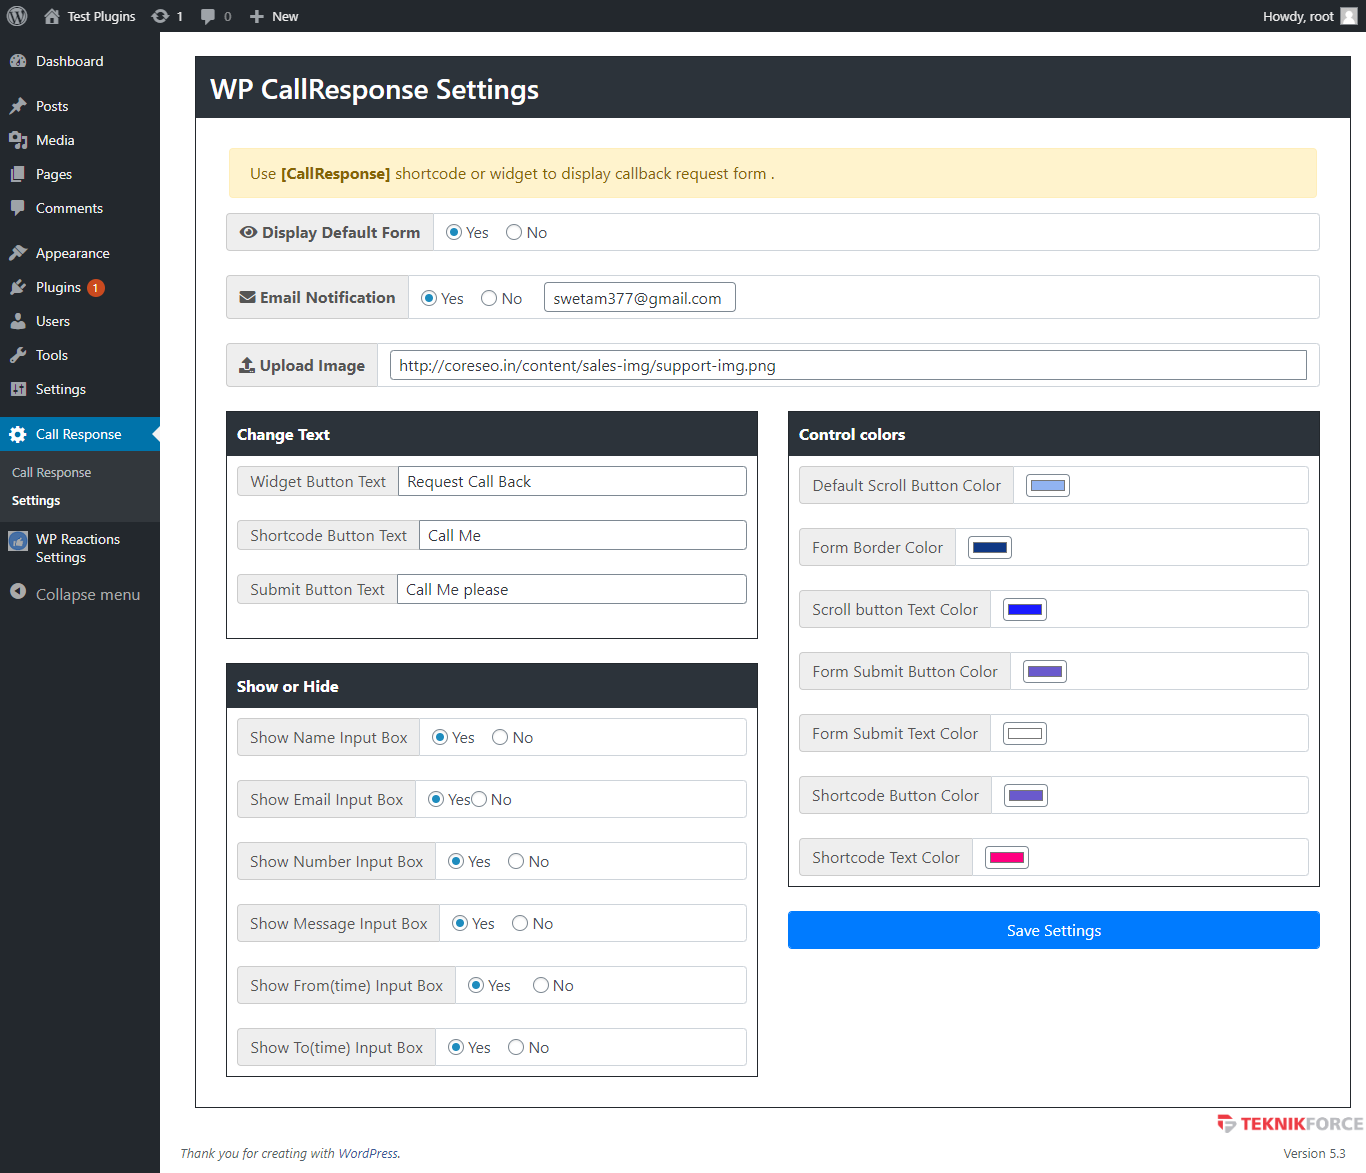 Test Plugins 1 0 New Howdy, root
Dashboard
Posts
Media
Pages
Comments
Appearance
Plugins 1
Users
Tools
Settings
Call Response
Call Response
Settings
WP Reactions
Settings
Collapse menu
WP CallResponse Settings
Use [CallResponse] shortcode or widget to display callback request form .
Display Default Form Yes No
Email Notification Yes No swetam377@gmail.com
Upload Image http://coreseo.in/content/sales-img/support-img.png
Change Text
Widget Button Text Request Call Back
Shortcode Button Text Call Me
Submit Button Text Call Me please
Show or Hide
Show Name Input Box Yes No
Show Email Input Box Yes No
Show Number Input Box Yes No
Show Message Input Box Yes No
Show From(time) Input Box Yes No
Show To(time) Input Box Yes No
Control colors
Default Scroll Button Color
Form Border Color
Scroll button Text Color
Form Submit Button Color
Form Submit Text Color
Shortcode Button Color
Shortcode Text Color
Save Settings
TEKNIKFORCE
Thank you for creating with WordPress.
Version 5.3